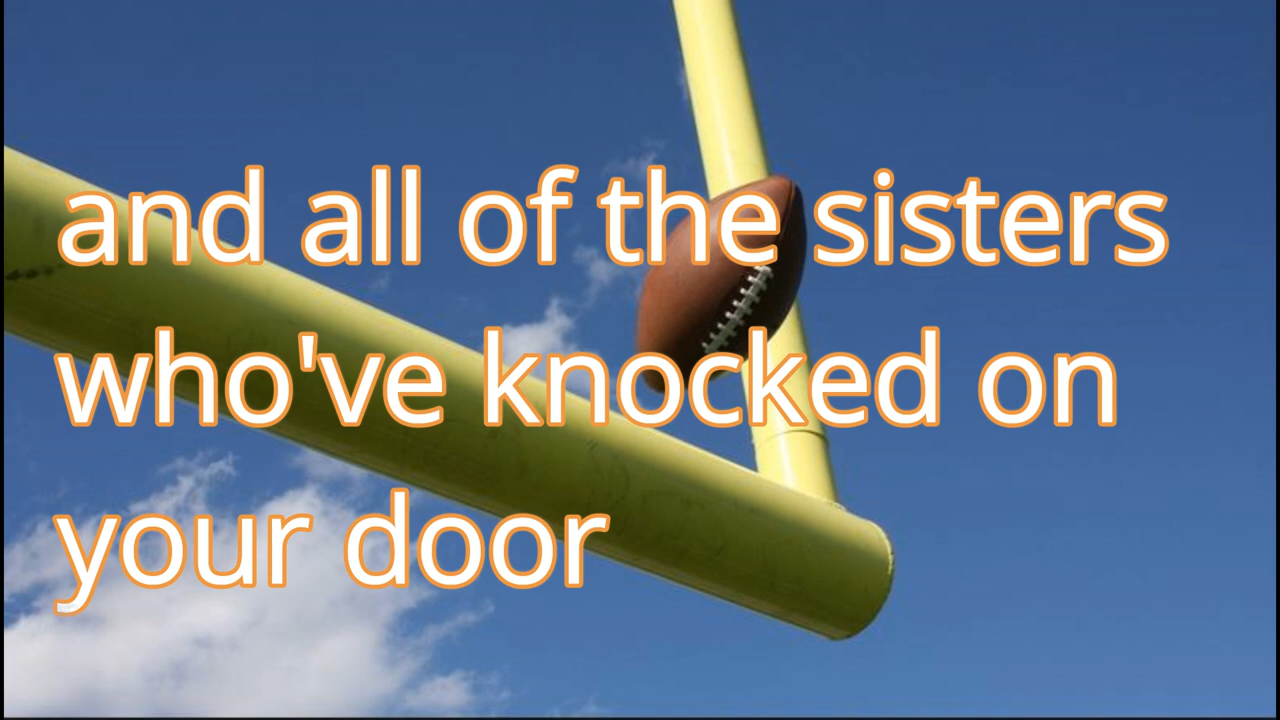 and all of the sisters
who've knocked on
your door